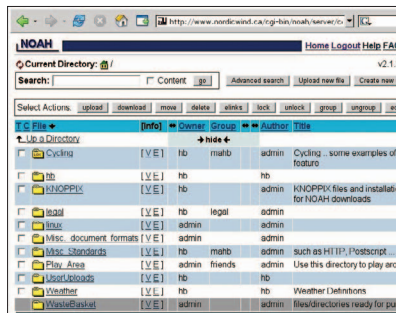 http://www.nordicwind.ca/cgi-bin/noah/server/c
NOAH Home Logout Help FAQ
Current Directory: /
v2.1.
Search: Content go Advanced search Upload new file Create new
Select Actions: upload download move delete elinks lock unlock group ungroup
T C File [info] Owner Group Author Title
Up a Directory hide
Cycling [V E] hb mahb admin Cycling .. some examples of
feature
hb [V E] hb hb
KNOPPIX [V E] hb admin KNOPPIX files and installati
for NOAH downloads
legal [V E] hb legal admin
linux [V E] admin admin
Misc. document formats [V E] admin admin
Misc Standards [V E] hb mahb admin such as HTTP, Postscript ...
Play Area [V E] admin friends admin Use this directory to play aro
UserUploads [V E] hb hb
Weather [V E] hb hb Weather Definitions
WasteBasket [V E] admin admin files/directories ready for pu